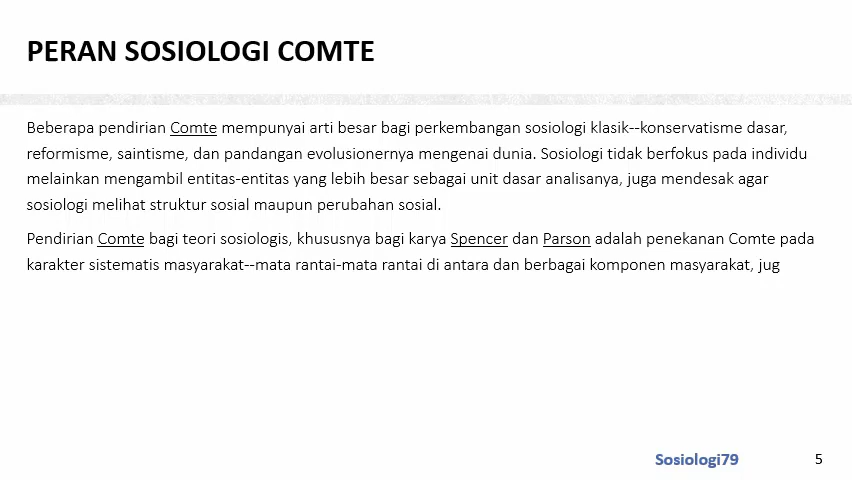 PERAN SOSIOLOGI COMTE
Beberapa pendirian Comte mempunyai arti besar bagi perkembangan sosiologi klasik--konservatisme dasar,
reformisme, saintisme, dan pandangan evolusionernya mengenai dunia. Sosiologi tidak berfokus pada individu
melainkan mengambil entitas-entitas yang lebih besar sebagai unit dasar analisanya, juga mendesak agar
sosiologi melihat struktur sosial maupun perubahan sosial.
Pendirian Comte bagi teori sosiologis, khususnya bagi karya Spencer dan Parson adalah penekanan Comte pada
karakter sistematis masyarakat--mata rantai-mata rantai di antara dan berbagai komponen masyarakat, jug
Sosiologi79
5